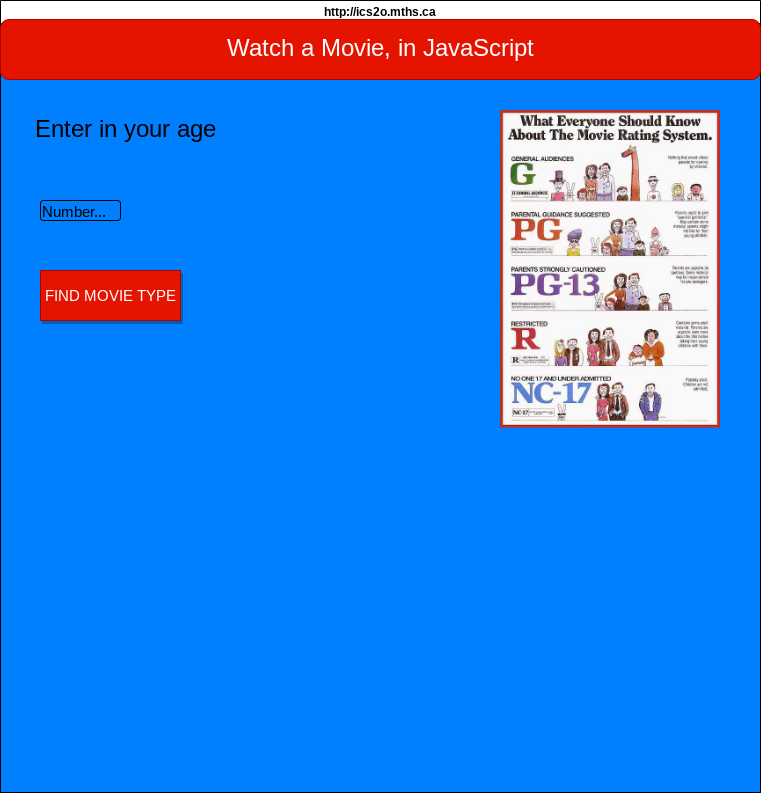 http://ics2o.mths.ca
Watch a Movie, in JavaScript
Enter in your age
Number...
FIND MOVIE TYPE
What Everyone Should Know
About The Movie Rating System.
GENERAL AUDIENCES
G
PARENTAL GUIDANCE SUGGESTED
PG
PARENTS STRONGLY CAUTIONED
PG-13
RESTRICTED
R
NO ONE 17 AND UNDER ADMITTED
NC-17
NC-17